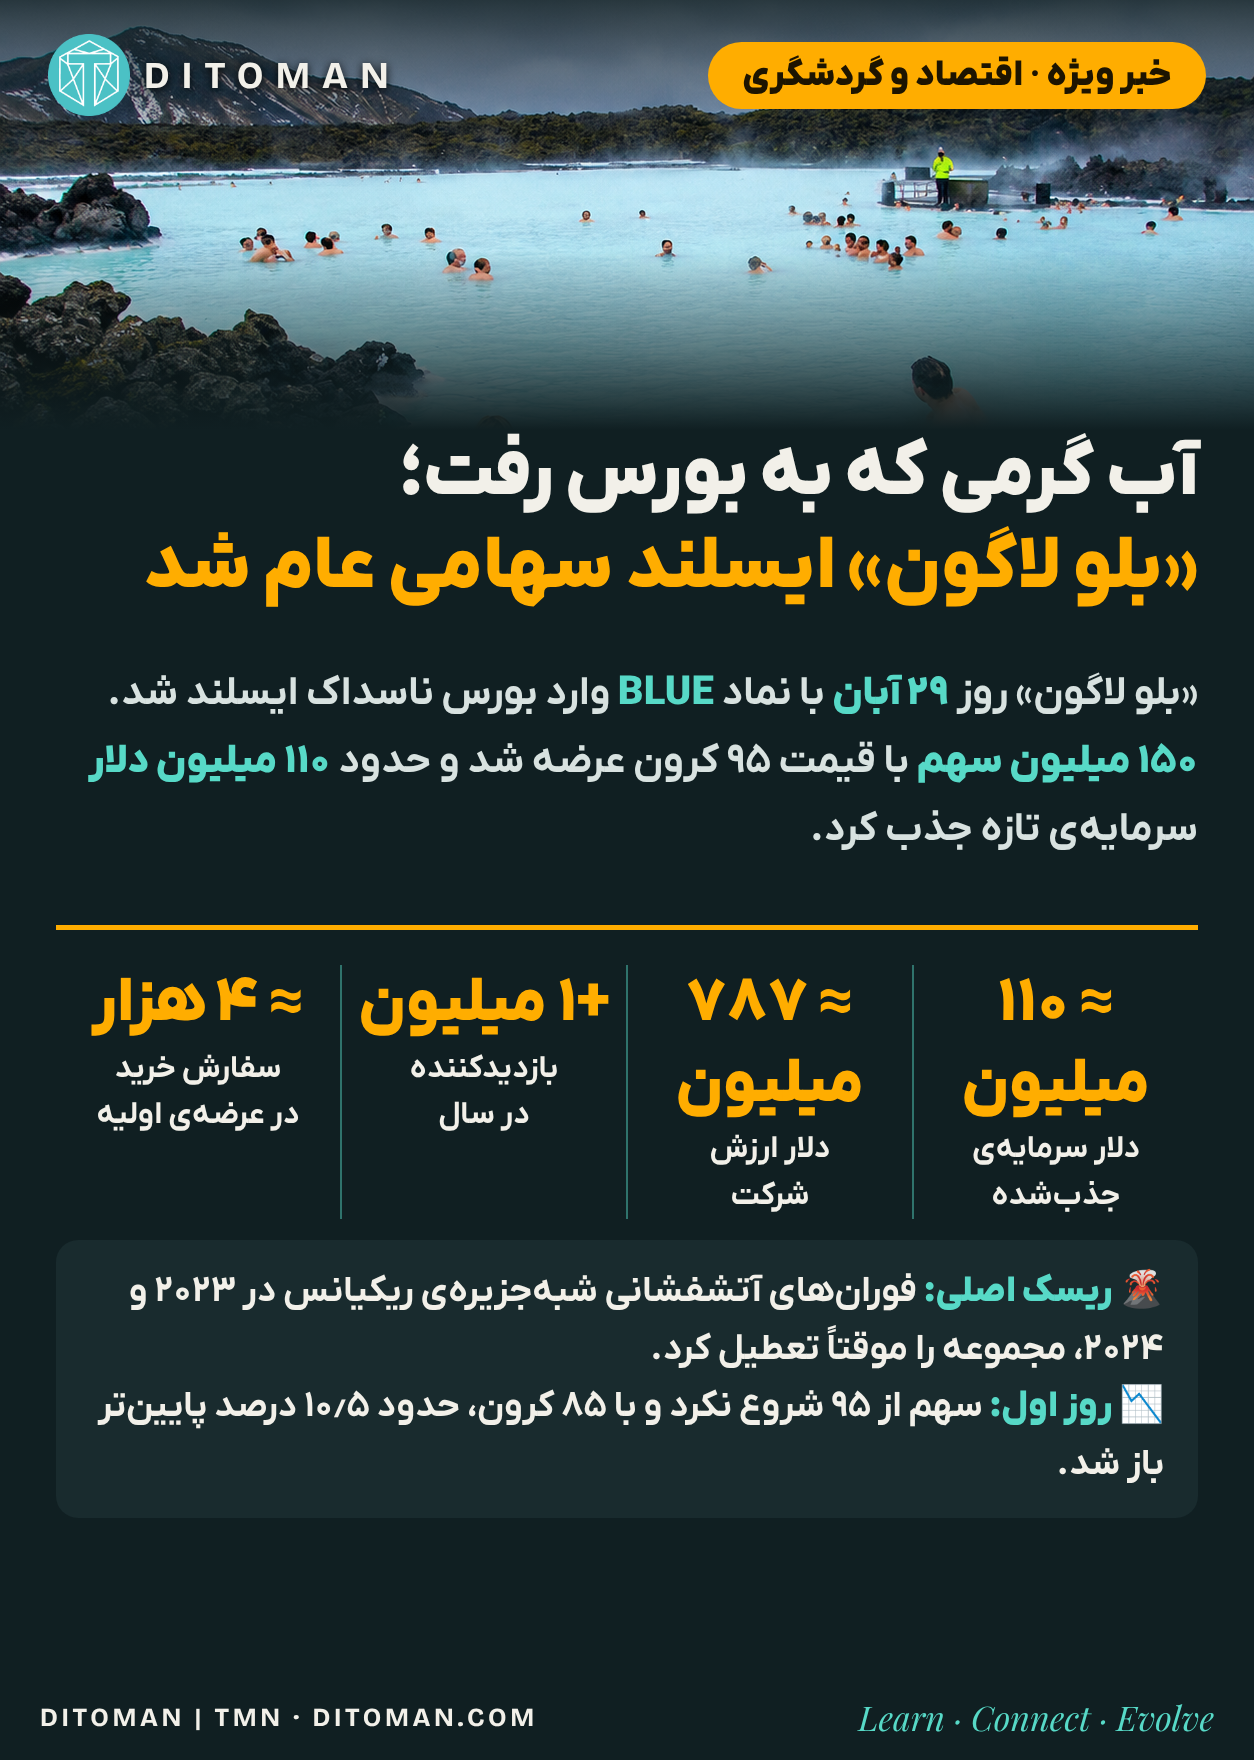 DITOMAN
خبر ویژه · اقتصاد و گردشگری
آب گرمی که به بورس رفت؛
«بلو لاگون» ایسلند سهامی عام شد
«بلو لاگون» روز ۲۹ آبان با نماد BLUE وارد بورس ناسداک ایسلند شد.
۱۵۰ میلیون سهم با قیمت ۹۵ کرون عرضه شد و حدود ۱۱۰ میلیون دلار
سرمایه‌ی تازه جذب کرد.
≈ ۱۱۰
میلیون
دلار سرمایه‌ی
جذب‌شده
≈ ۷۸۷
میلیون
دلار ارزش
شرکت
+۱ میلیون
بازدیدکننده
در سال
≈ ۴ هزار
سفارش خرید
در عرضه‌ی اولیه
🌋 ریسک اصلی: فوران‌های آتشفشانی شبه‌جزیره‌ی ریکیانس در ۲۰۲۳ و
۲۰۲۴، مجموعه را موقتاً تعطیل کرد.
📉 روز اول: سهم از ۹۵ شروع نکرد و با ۸۵ کرون، حدود ۱۰٫۵ درصد پایین‌تر
باز شد.
DITOMAN | TMN · DITOMAN.COM
Learn · Connect · Evolve